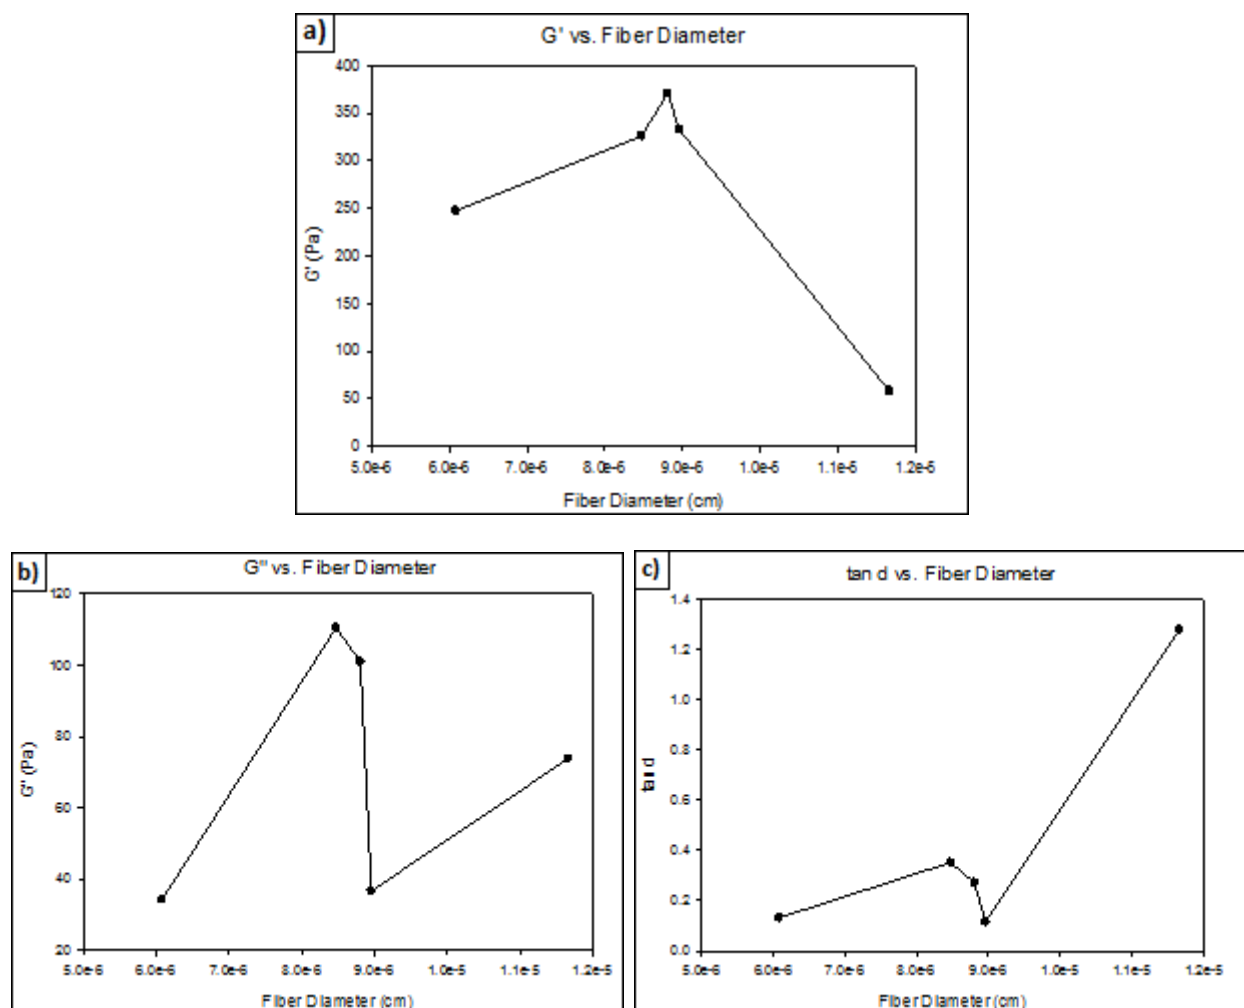 a)
G' vs. Fiber Diameter
400
350
300
250
200
150
100
50
0
G' (Pa)
5.0e-6 6.0e-6 7.0e-6 8.0e-6 9.0e-6 1.0e-5 1.1e-5 1.2e-5
Fiber Diameter (cm)
b)
G" vs. Fiber Diameter
120
100
80
60
40
20
G" (Pa)
5.0e-6 6.0e-6 7.0e-6 8.0e-6 9.0e-6 1.0e-5 1.1e-5 1.2e-5
Fiber Diameter (cm)
c)
tan d vs. Fiber Diameter
1.4
1.2
1.0
0.8
0.6
0.4
0.2
0.0
tan d
5.0e-6 6.0e-6 7.0e-6 8.0e-6 9.0e-6 1.0e-5 1.1e-5 1.2e-5
Fiber Diameter (cm)